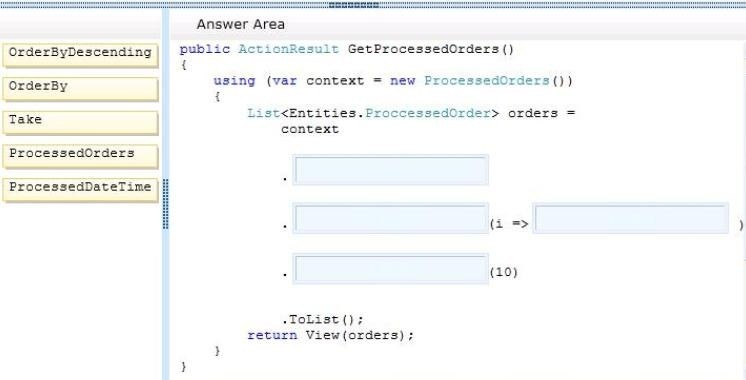 Answer Area
OrderByDescending
OrderBy
Take
ProcessedOrders
ProcessedDateTime
public ActionResult GetProcessedOrders()
{
using (var context = new ProcessedOrders())
{
List<Entities.ProccessedOrder> orders =
context
.
. (i => )
. (10)
.ToList();
return View(orders);
}
}